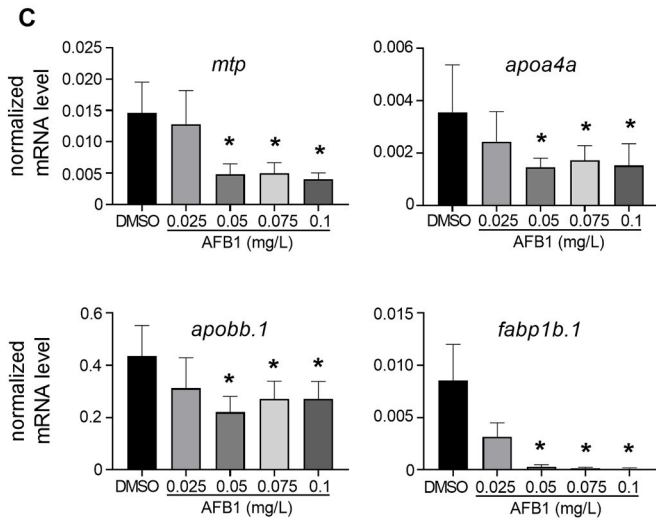 C
mtp
normalized
mRNA level
0.025
0.020
0.015
0.010
0.005
0
* * *
DMSO 0.025 0.05 0.075 0.1
AFB1 (mg/L)
apoa4a
0.006
0.004
0.002
0
* * *
DMSO 0.025 0.05 0.075 0.1
AFB1 (mg/L)
apobb.1
normalized
mRNA level
0.6
0.4
0.2
0
* * *
DMSO 0.025 0.05 0.075 0.1
AFB1 (mg/L)
fabp1b.1
0.015
0.010
0.005
0
* * *
DMSO 0.025 0.05 0.075 0.1
AFB1 (mg/L)